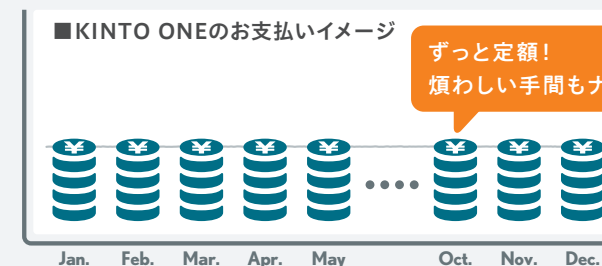 ■KINTO ONEのお支払いイメージ
ずっと定額!
煩わしい手間もナ
¥ ¥ ¥ ¥ ¥ ¥ ¥ ¥
Jan. Feb. Mar. Apr. May Oct. Nov. Dec.